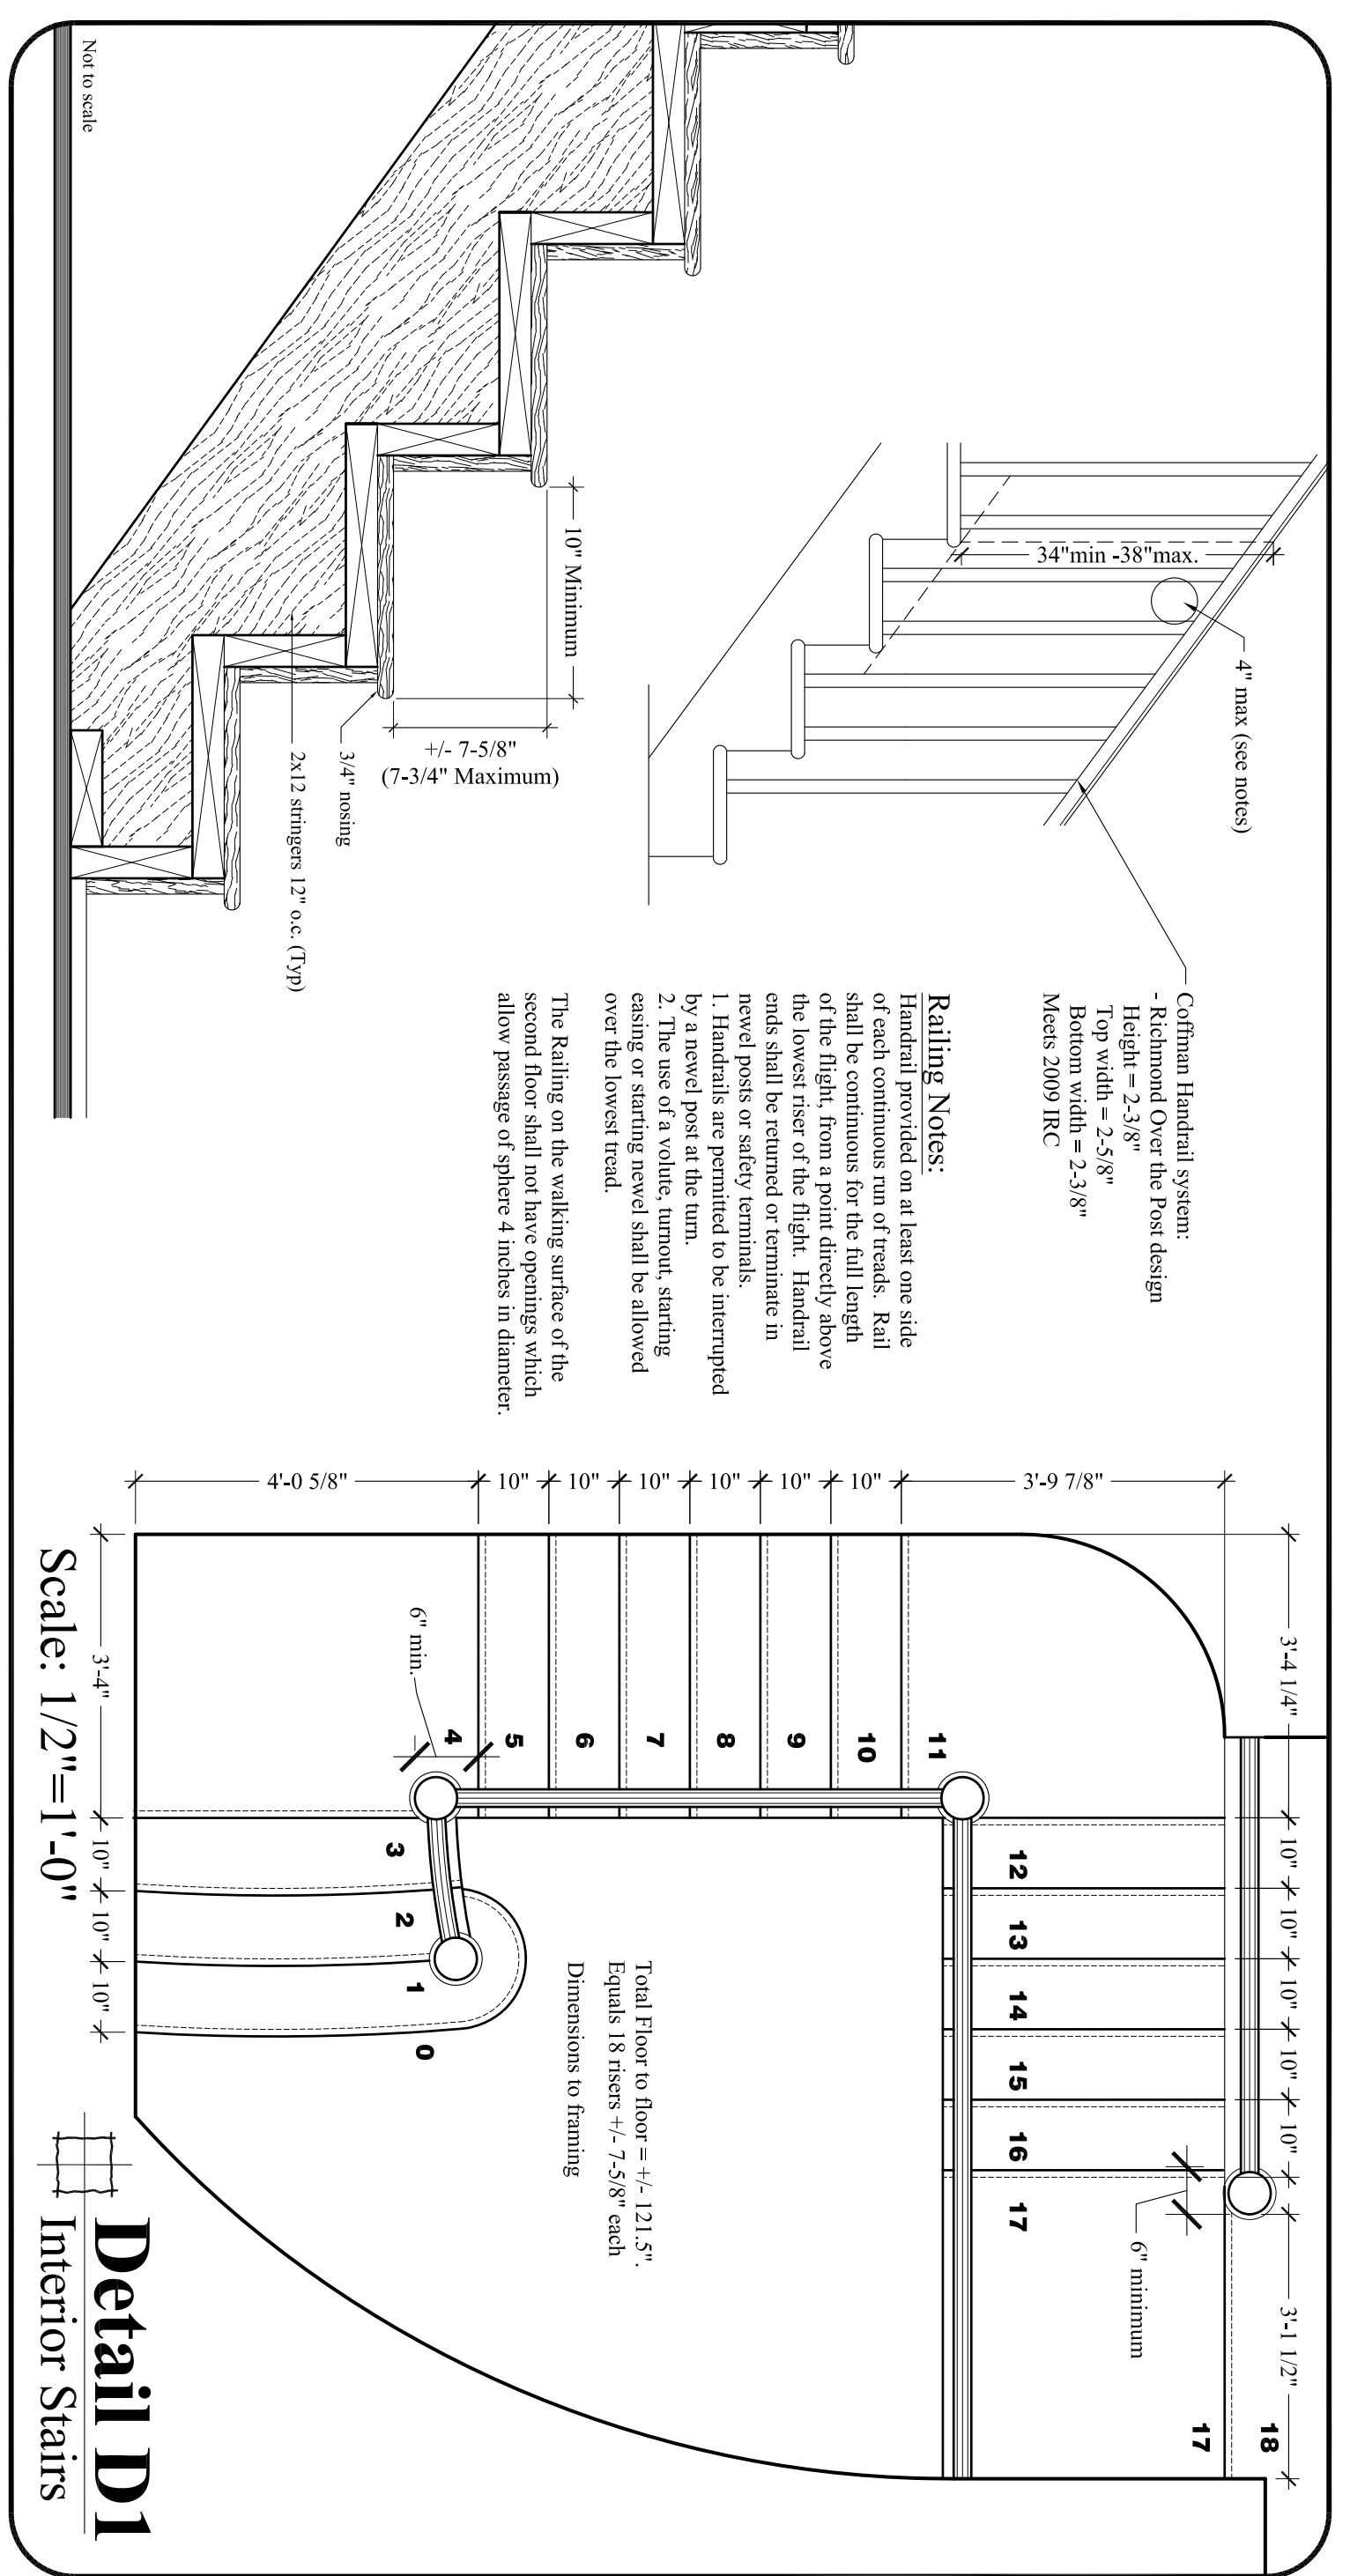 34"min -38"max.
4" max (see notes)
10" Minimum
+/- 7-5/8"
(7-3/4" Maximum)
3/4" nosing
2x12 stringers 12" o.c. (Typ)
Not to scale
Coffman Handrail system:
- Richmond Over the Post design
Height = 2-3/8"
Top width = 2-5/8"
Bottom width = 2-3/8"
Meets 2009 IRC
Railing Notes:
Handrail provided on at least one side
of each continuous run of treads. Rail
shall be continuous for the full length
of the flight, from a point directly above
the lowest riser of the flight. Handrail
ends shall be returned or terminate in
newel posts or safety terminals.
1. Handrails are permitted to be interrupted
by a newel post at the turn.
2. The use of a volute, turnout, starting
easing or starting newel shall be allowed
over the lowest tread.
The Railing on the walking surface of the
second floor shall not have openings which
allow passage of sphere 4 inches in diameter.
3'-4 1/4"
10"
10"
10"
10"
10"
3'-1 1/2"
3'-9 7/8"
10"
10"
10"
10"
10"
10"
4'-0 5/8"
18
17
6" minimum
12
13
14
15
16
17
11
10
9
8
7
6
5
4
6" min.
3
2
1
0
Total Floor to floor = +/- 121.5".
Equals 18 risers +/- 7-5/8" each
Dimensions to framing
3'-4"
10"
10"
10"
Scale: 1/2"=1'-0"
Detail D1
Interior Stairs